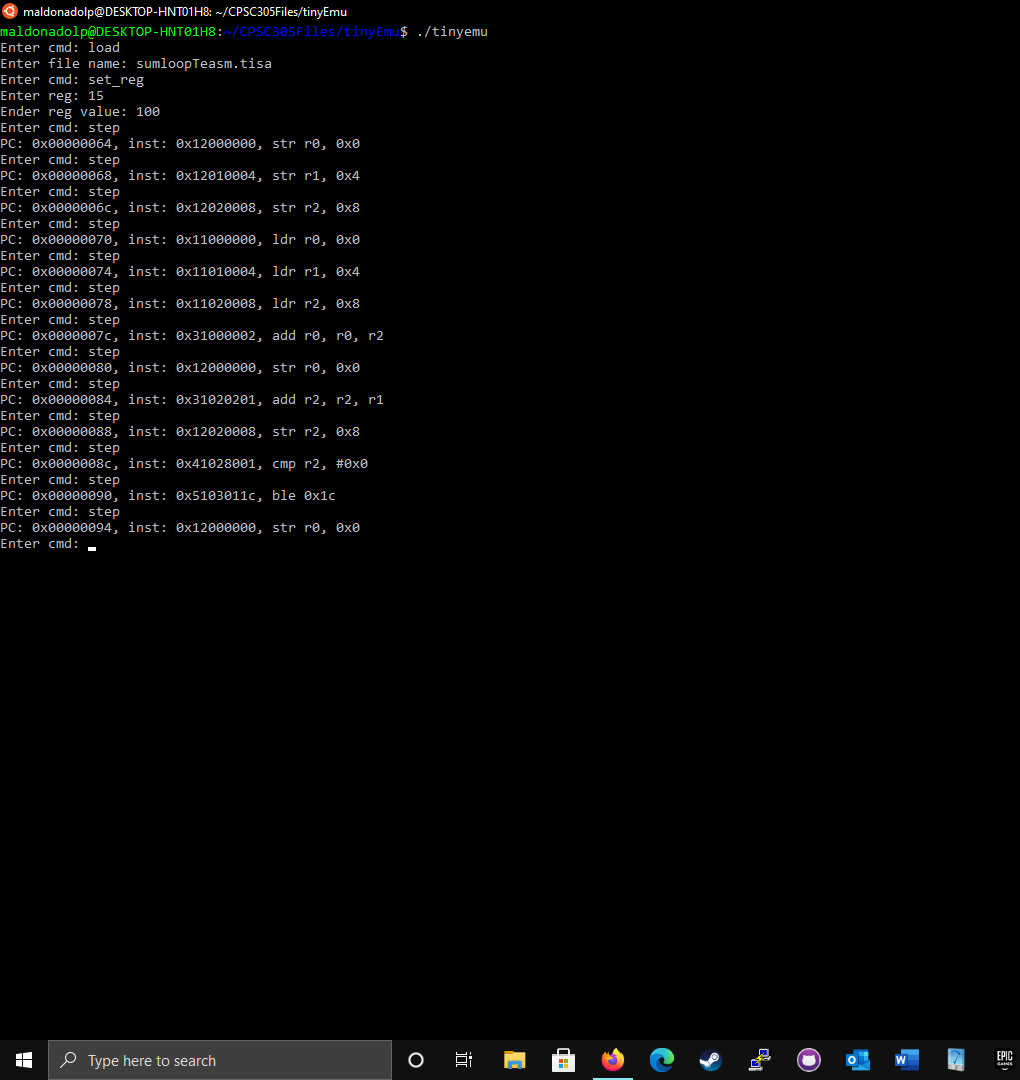 maldonadolp@DESKTOP-HNT01H8: ~/CPSC305Files/tinyEmu
maldonadolp@DESKTOP-HNT01H8:~/CPSC305Files/tinyEmu$ ./tinyemu
Enter cmd: load
Enter file name: sumloopTeasm.tisa
Enter cmd: set_reg
Enter reg: 15
Ender reg value: 100
Enter cmd: step
PC: 0x00000064, inst: 0x12000000, str r0, 0x0
Enter cmd: step
PC: 0x00000068, inst: 0x12010004, str r1, 0x4
Enter cmd: step
PC: 0x0000006c, inst: 0x12020008, str r2, 0x8
Enter cmd: step
PC: 0x00000070, inst: 0x11000000, ldr r0, 0x0
Enter cmd: step
PC: 0x00000074, inst: 0x11010004, ldr r1, 0x4
Enter cmd: step
PC: 0x00000078, inst: 0x11020008, ldr r2, 0x8
Enter cmd: step
PC: 0x0000007c, inst: 0x31000002, add r0, r0, r2
Enter cmd: step
PC: 0x00000080, inst: 0x12000000, str r0, 0x0
Enter cmd: step
PC: 0x00000084, inst: 0x31020201, add r2, r2, r1
Enter cmd: step
PC: 0x00000088, inst: 0x12020008, str r2, 0x8
Enter cmd: step
PC: 0x0000008c, inst: 0x41028001, cmp r2, #0x0
Enter cmd: step
PC: 0x00000090, inst: 0x5103011c, ble 0x1c
Enter cmd: step
PC: 0x00000094, inst: 0x12000000, str r0, 0x0
Enter cmd:
Type here to search
EPIC
GAMES